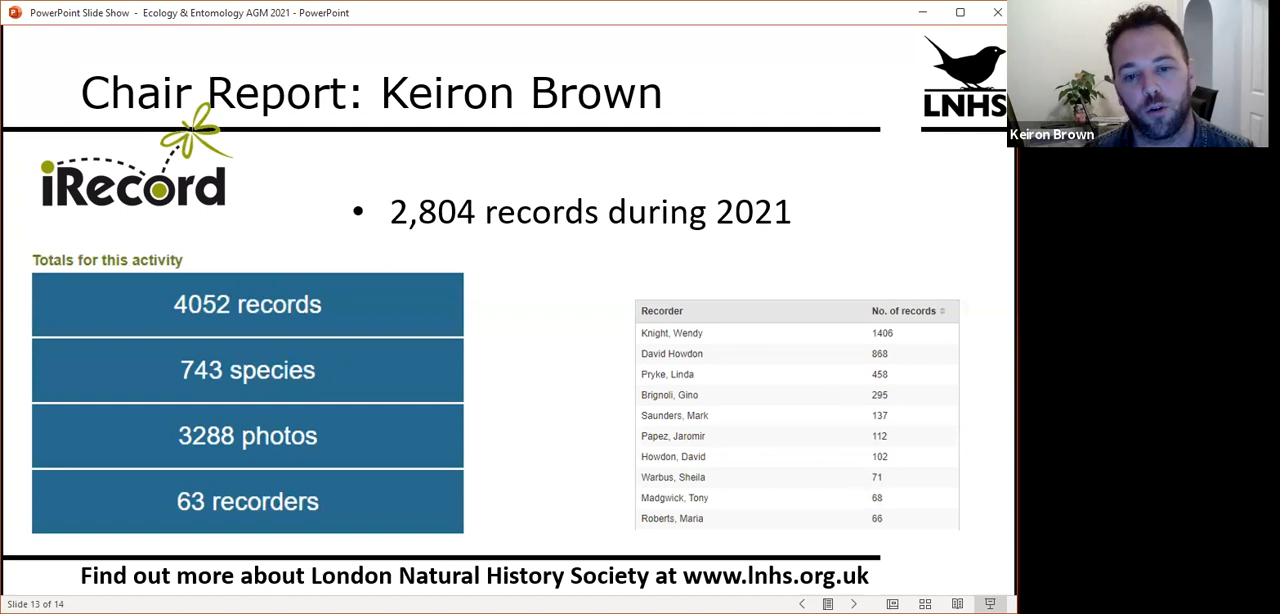 PowerPoint Slide Show - Ecology & Entomology AGM 2021 - PowerPoint
Chair Report: Keiron Brown
LNHS
Keiron Brown
iRecord
• 2,804 records during 2021
Totals for this activity
4052 records
743 species
3288 photos
63 recorders
Recorder No. of records
Knight, Wendy 1406
David Howdon 868
Pryke, Linda 458
Brignoli, Gino 295
Saunders, Mark 137
Papez, Jaromir 112
Howdon, David 102
Warbus, Sheila 71
Madgwick, Tony 68
Roberts, Maria 66
Find out more about London Natural History Society at www.lnhs.org.uk
Slide 13 of 14